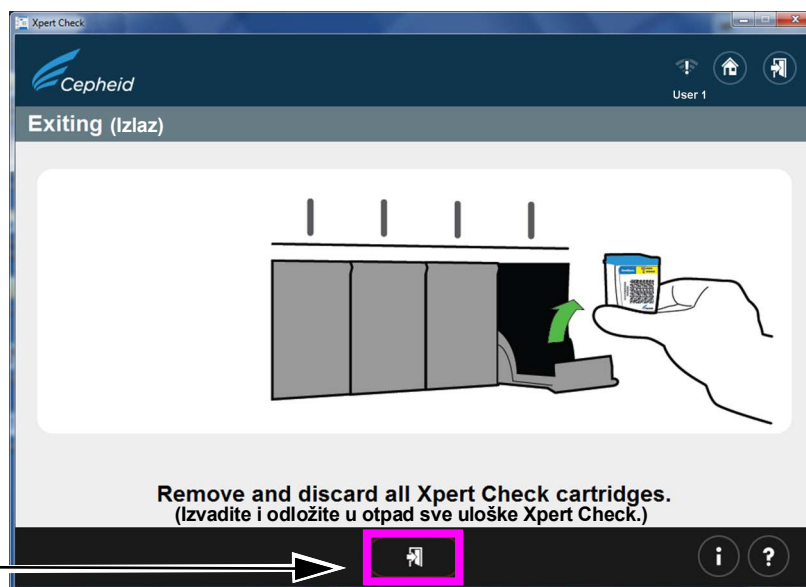 Xpert Check
Cepheid
User 1
Exiting (Izlaz)
Remove and discard all Xpert Check cartridges.
(Izvadite i odložite u otpad sve uloške Xpert Check.)
i
?